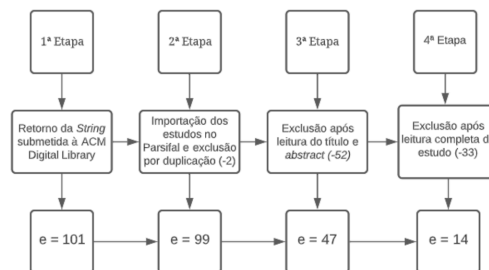 1ª Etapa
2ª Etapa
3ª Etapa
4ª Etapa
Retorno da String
submetida à ACM
Digital Library
Importação dos
estudos no
Parsifal e exclusão
por duplicação (-2)
Exclusão após
leitura do título e
abstract (-52)
Exclusão após
leitura completa d
estudo (-33)
e = 101
e = 99
e = 47
e = 14